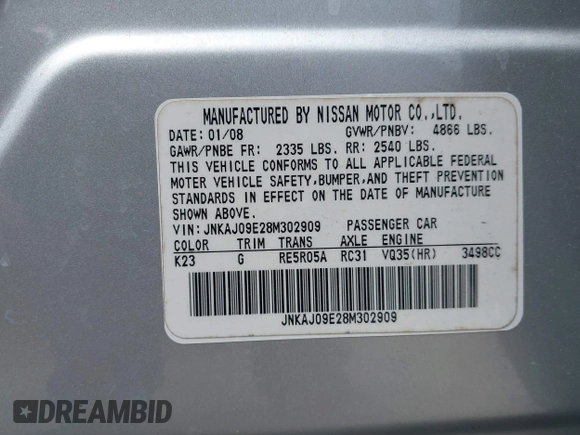 MANUFACTURED BY NISSAN MOTOR CO.,LTD.
DATE: 01/08 GVWR/PNBV: 4866 LBS.
GAWR/PNBE FR: 2335 LBS. RR: 2540 LBS.
THIS VEHICLE CONFORMS TO ALL APPLICABLE FEDERAL
MOTOR VEHICLE SAFETY,BUMPER,AND THEFT PREVENTION
STANDARDS IN EFFECT ON THE DATE OF MANUFACTURE
SHOWN ABOVE.
VIN: JNKAJ09E28M302909 PASSENGER CAR
COLOR TRIM TRANS AXLE ENGINE
K23 G RE5R05A RC31 VQ35(HR) 3498CC
JNKAJ09E28M302909
DREAMBID